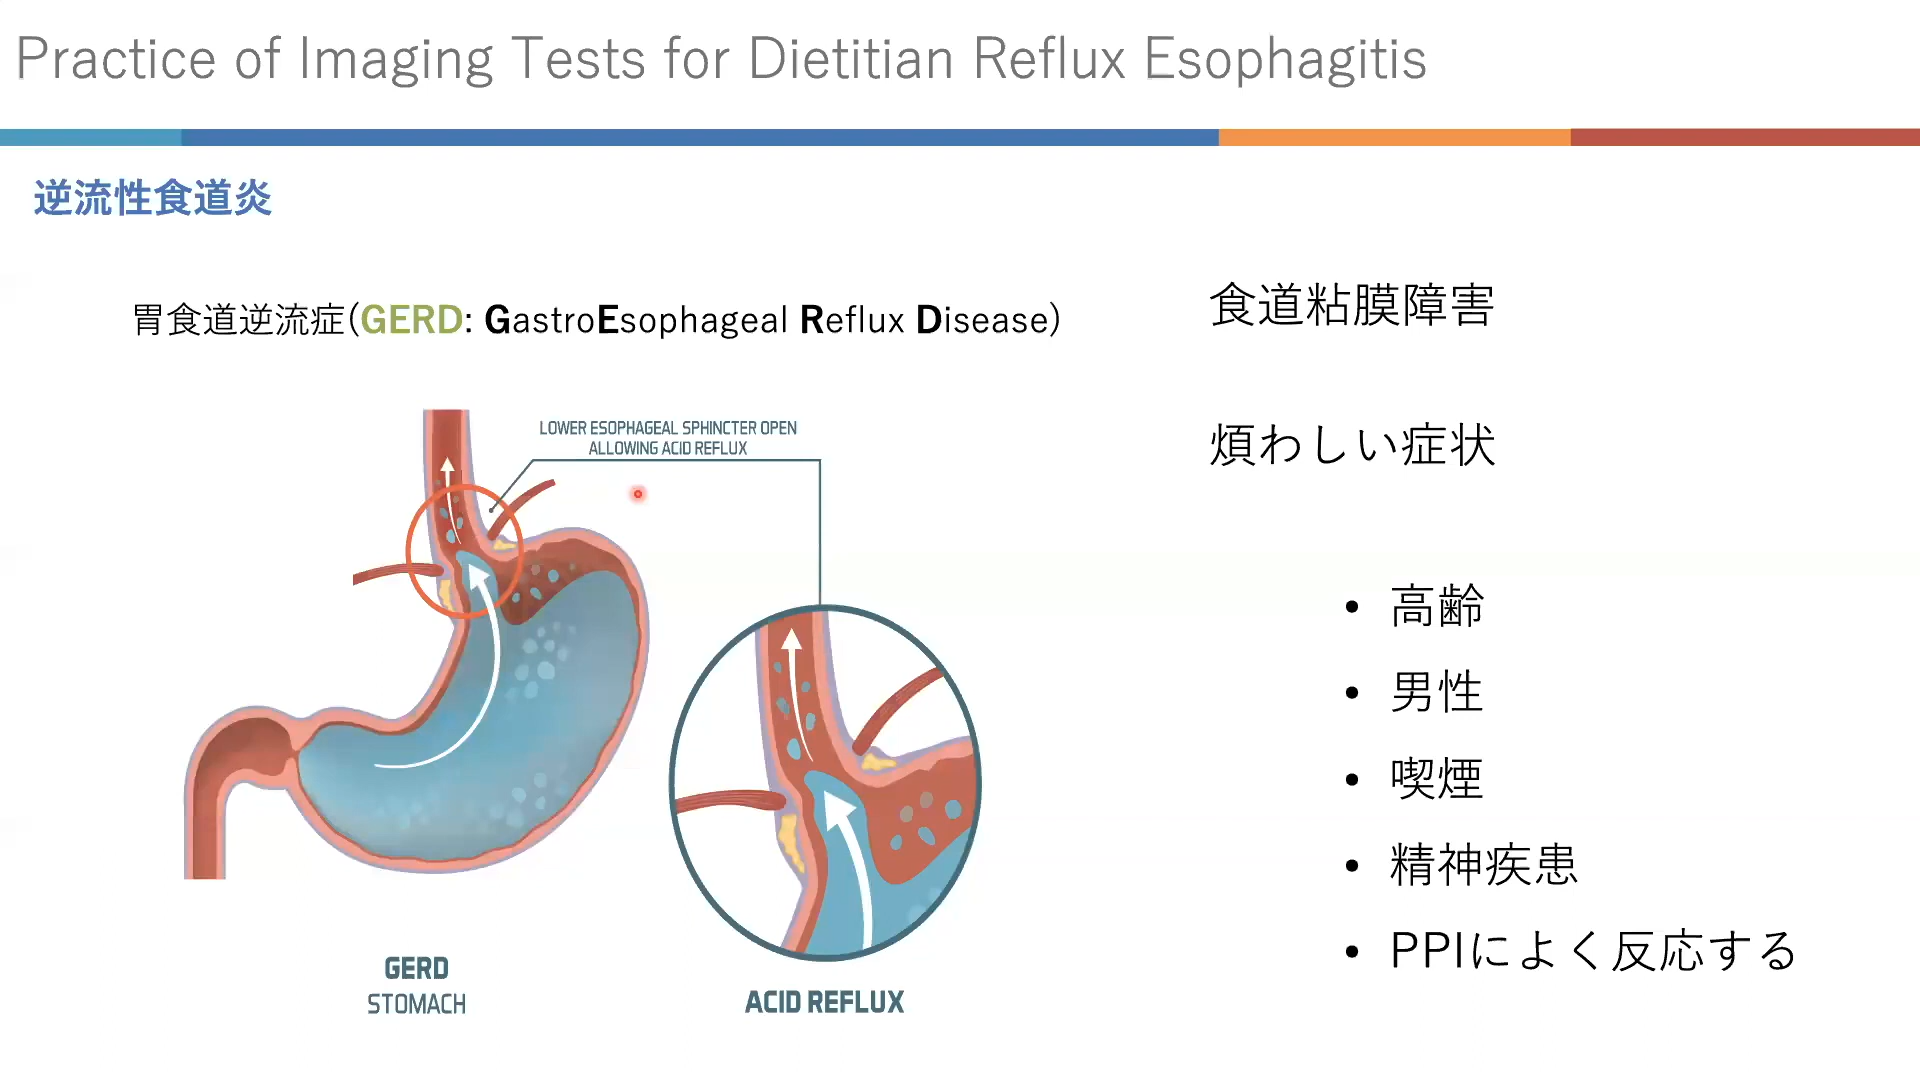 Practice of Imaging Tests for Dietitian Reflux Esophagitis
逆流性食道炎
胃食道逆流症(GERD: GastroEsophageal Reflux Disease)
LOWER ESOPHAGEAL SPHINCTER OPEN
ALLOWING ACID REFLUX
GERD
STOMACH
ACID REFLUX
食道粘膜障害
煩わしい症状
• 高齢
• 男性
• 喫煙
• 精神疾患
• PPIによく反応する